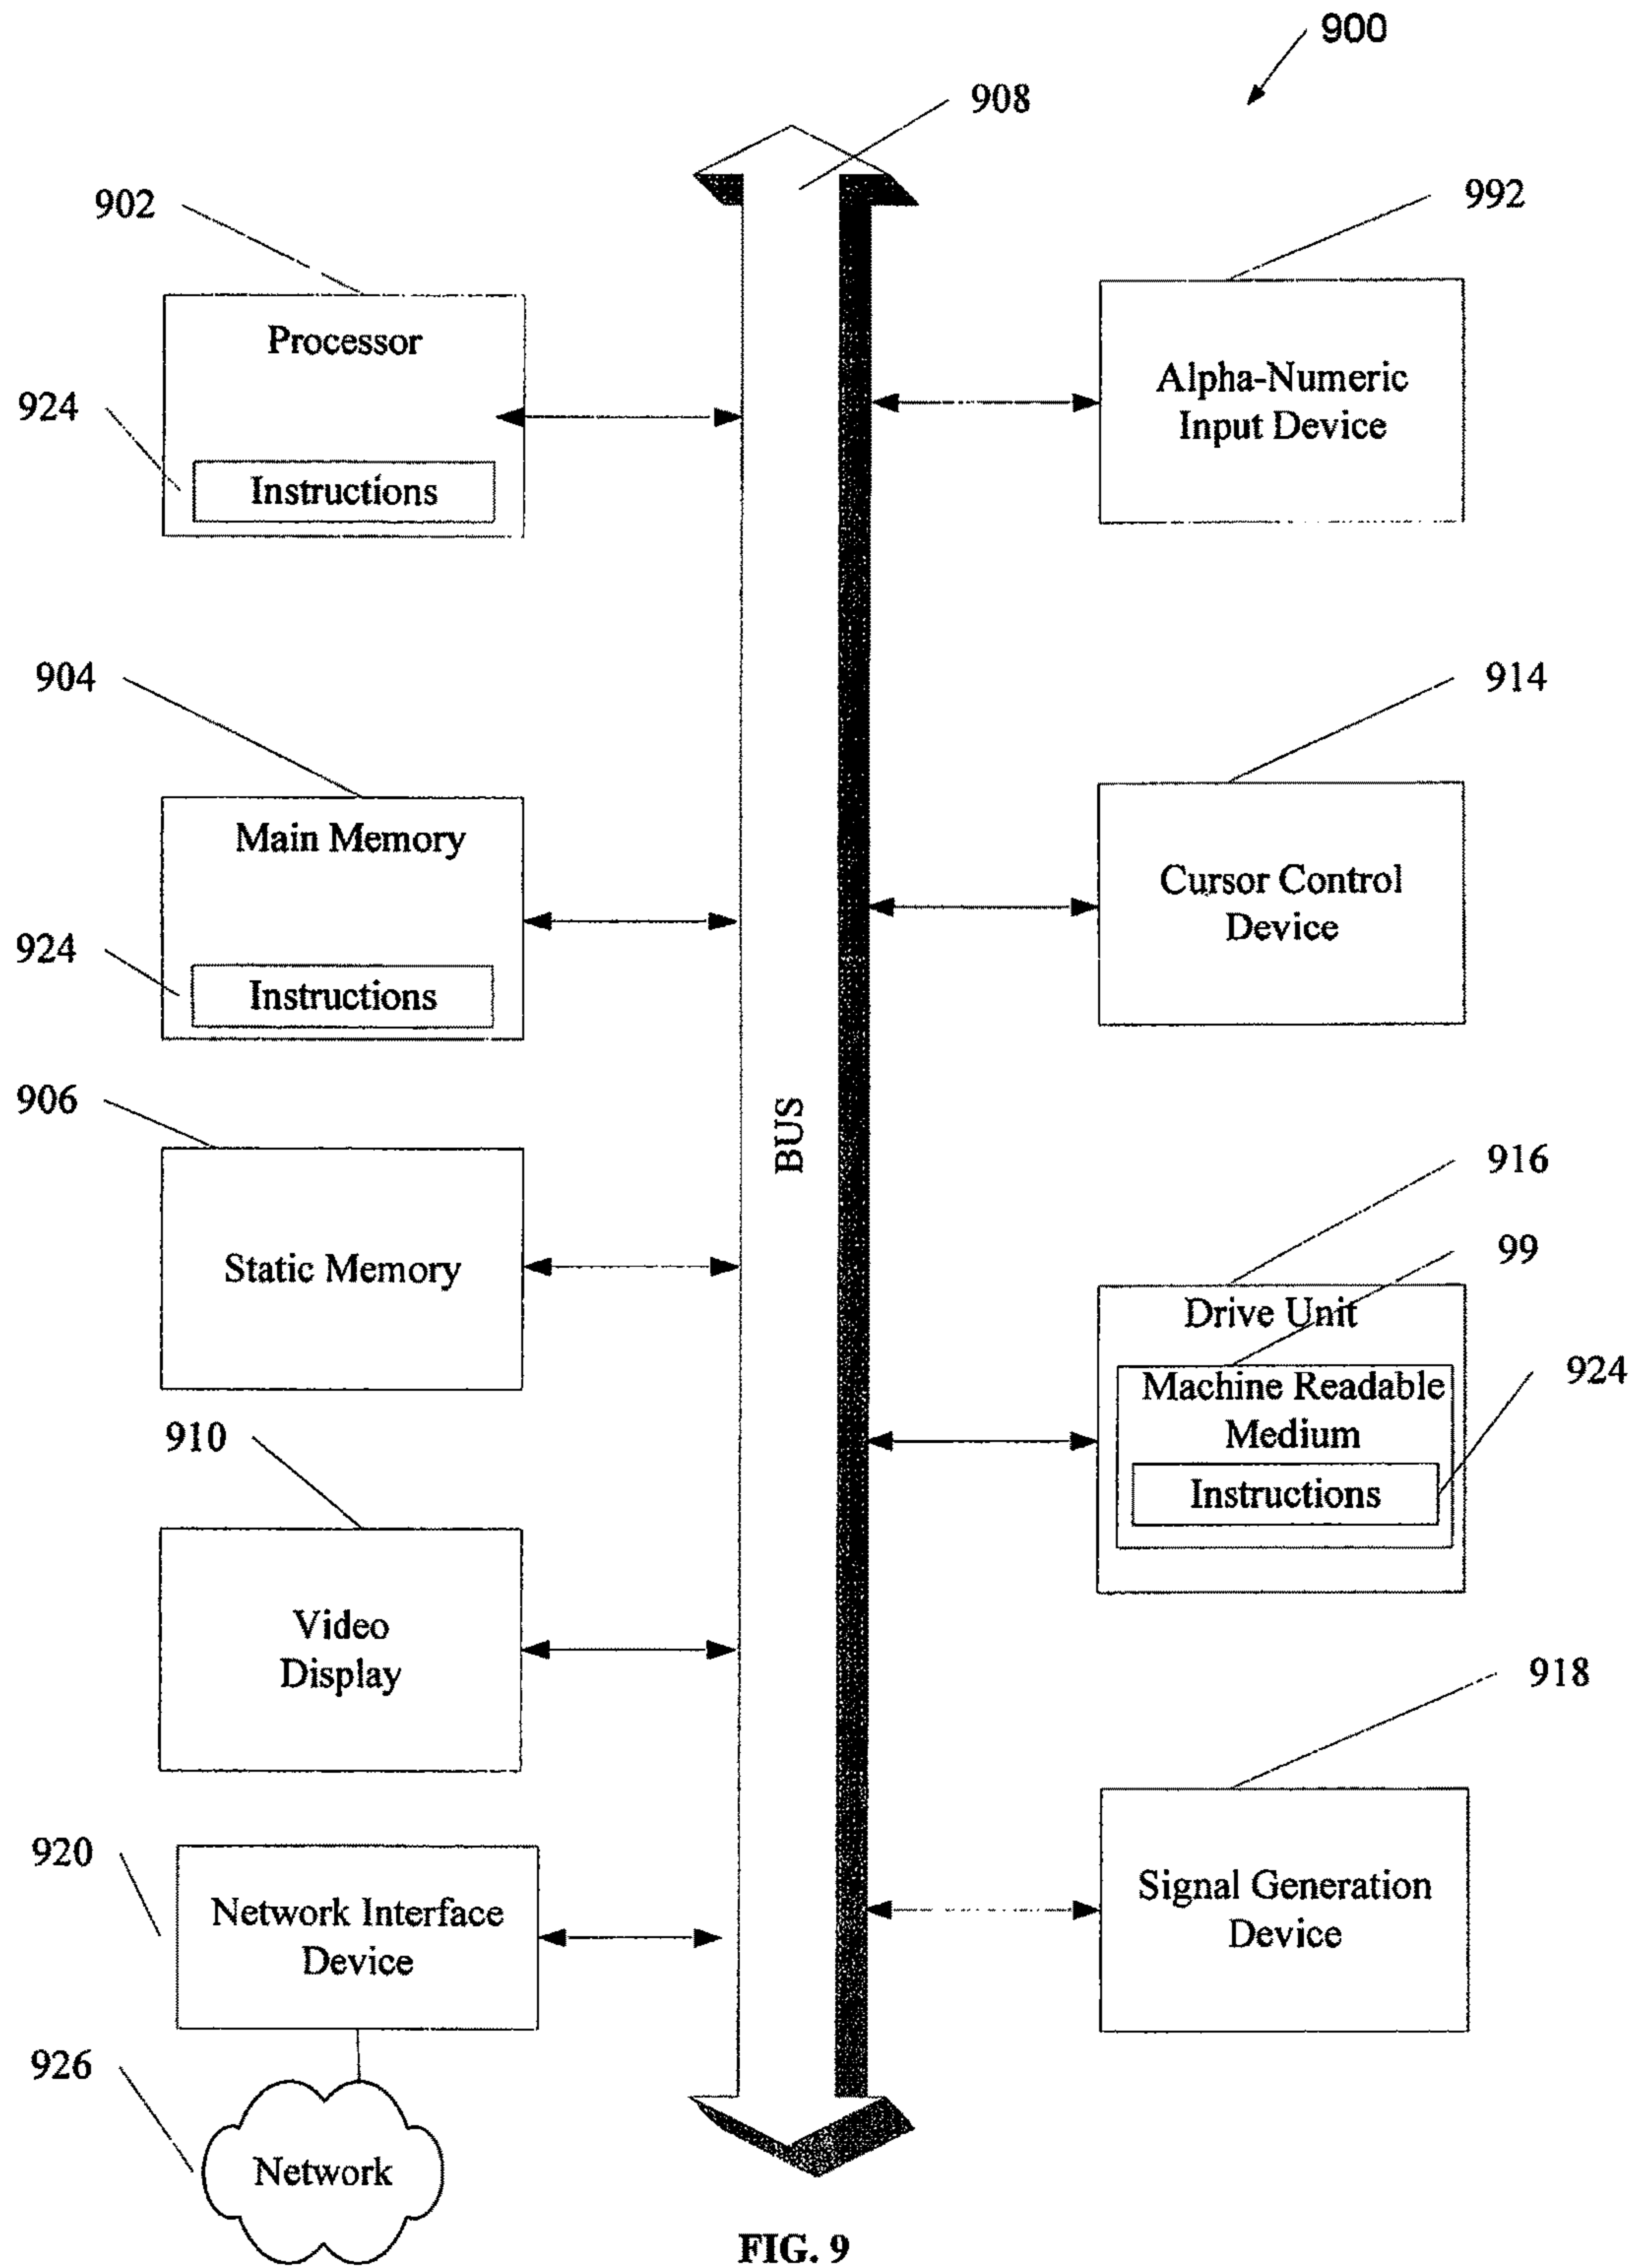 900
908
902
992
Processor
Alpha-Numeric
Input Device
924
Instructions
904
914
Main Memory
Cursor Control
Device
924
Instructions
906
BUS
916
99
Static Memory
Drive Unit
Machine Readable
Medium
924
Instructions
910
Video
Display
918
920
Network Interface
Device
Signal Generation
Device
926
Network
FIG. 9